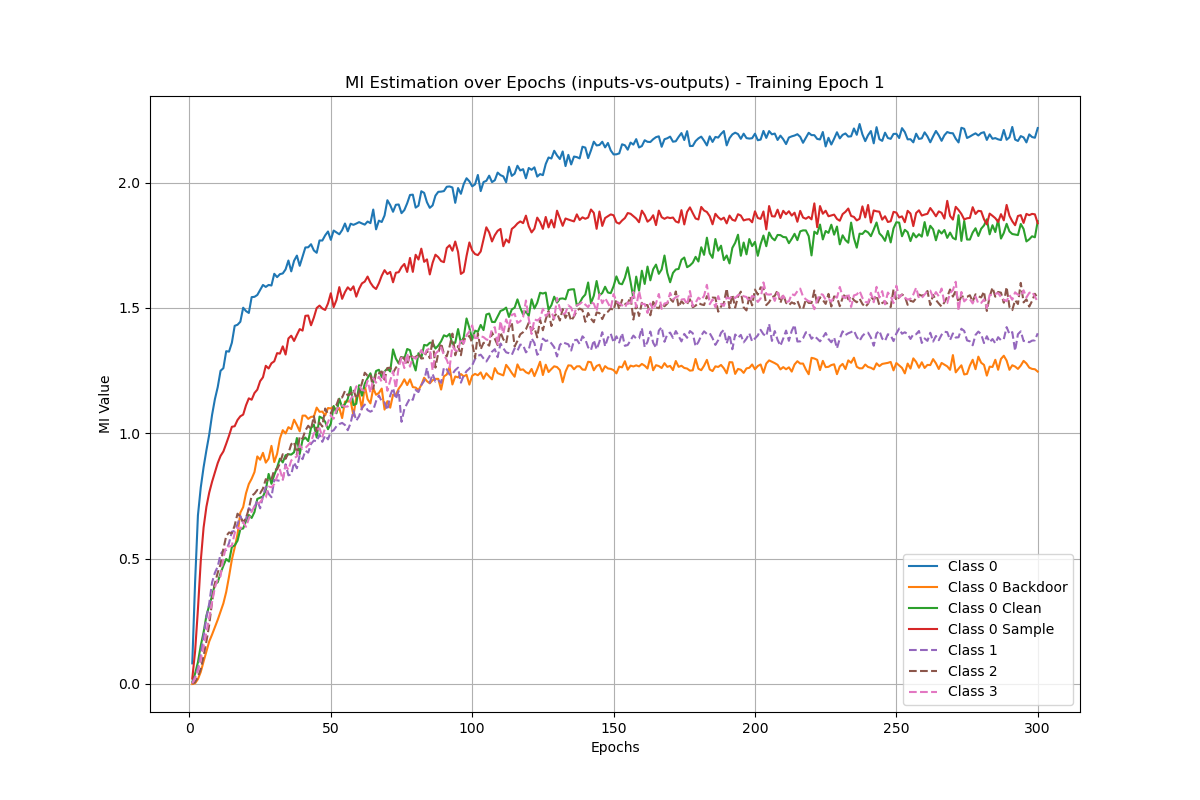 MI Estimation over Epochs (inputs-vs-outputs) - Training Epoch 1
MI Value
2.0
1.5
1.0
0.5
0.0
0 50 100 150 200 250 300
Epochs
Class 0
Class 0 Backdoor
Class 0 Clean
Class 0 Sample
Class 1
Class 2
Class 3